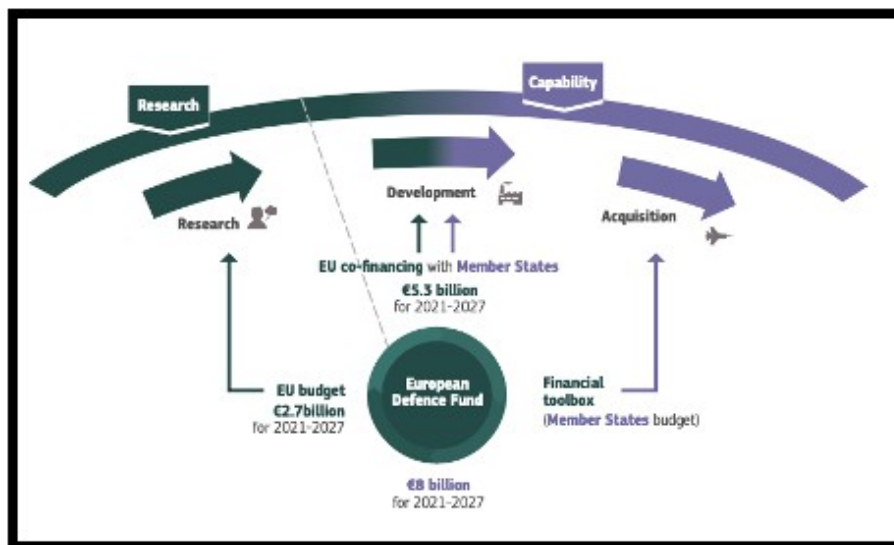 Research
Capability
Research
Development
Acquisition
EU co-financing with Member States
€5.3 billion
for 2021-2027
EU budget
€2.7billion
for 2021-2027
European
Defence Fund
Financial
toolbox
(Member States budget)
€8 billion
for 2021-2027